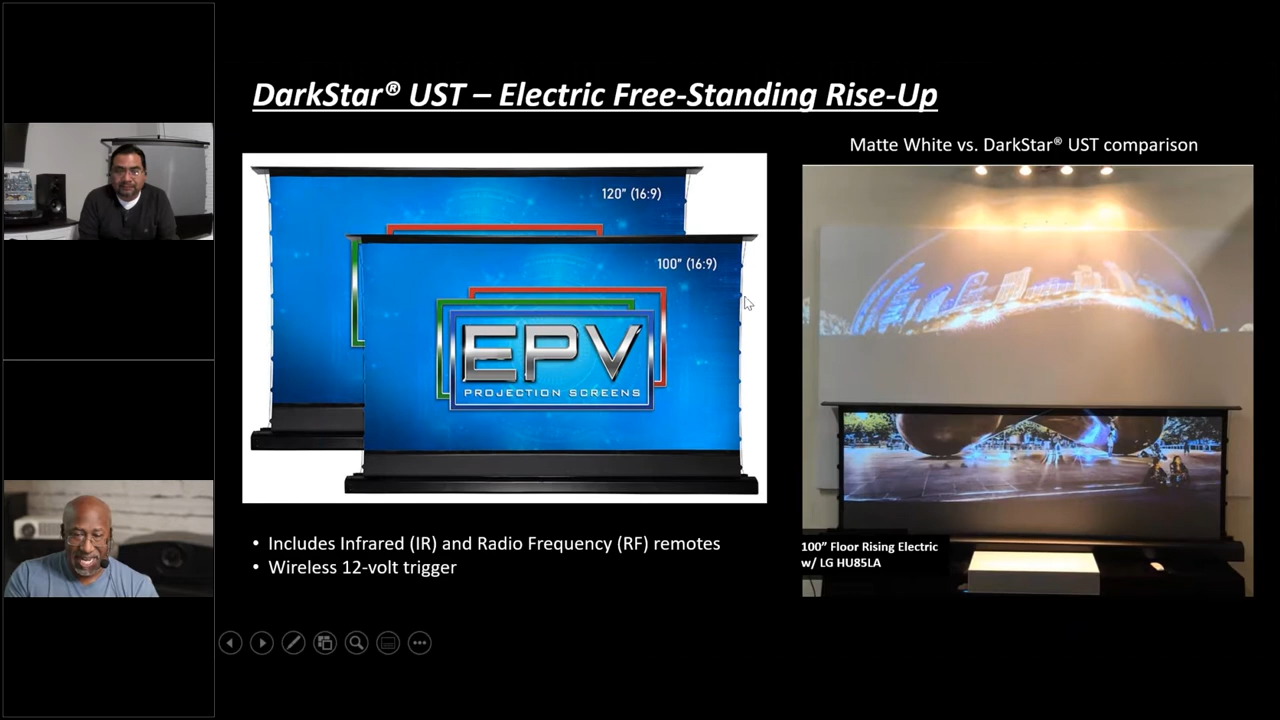 DarkStar® UST – Electric Free-Standing Rise-Up
Matte White vs. DarkStar® UST comparison
120” (16:9)
100” (16:9)
EPV
PROJECTION SCREENS
100” Floor Rising Electric
w/ LG HU85LA
• Includes Infrared (IR) and Radio Frequency (RF) remotes
• Wireless 12-volt trigger